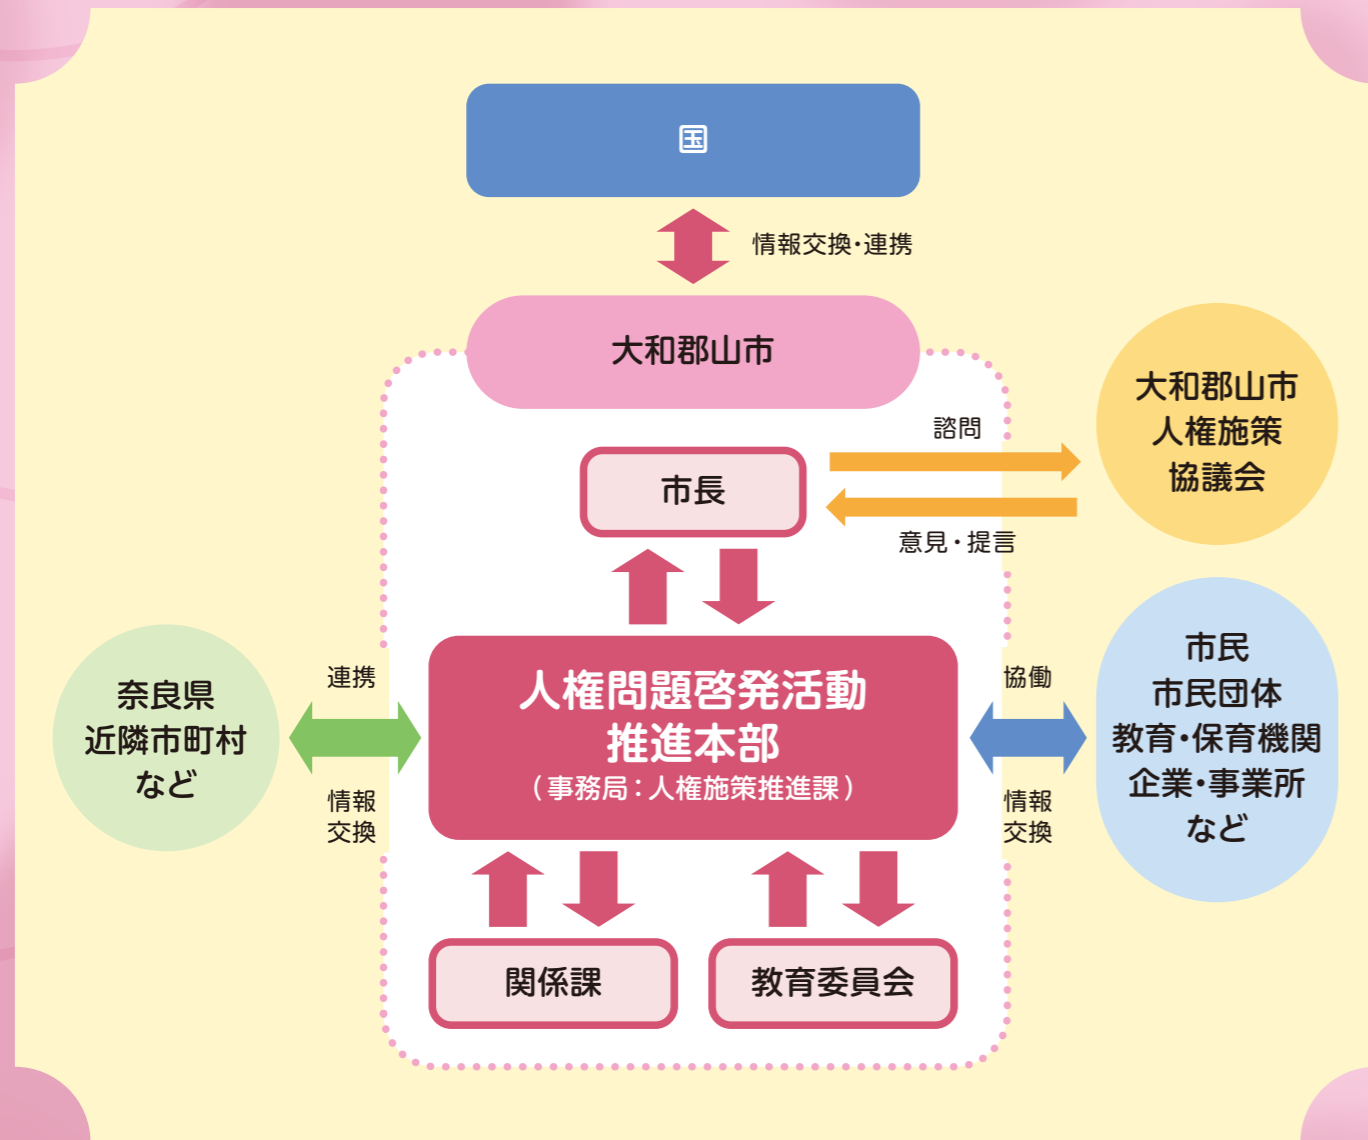 国
情報交換・連携
大和郡山市
諮問
大和郡山市
人権施策
協議会
市長
意見・提言
奈良県
近隣市町村
など
連携
情報
交換
人権問題啓発活動
推進本部
（事務局：人権施策推進課）
協働
情報
交換
市民
市民団体
教育・保育機関
企業・事業所
など
関係課
教育委員会